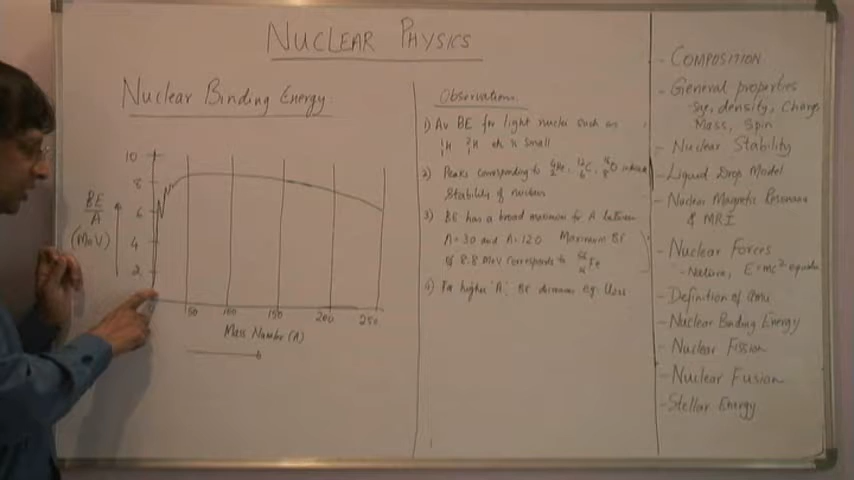 NUCLEAR PHYSICS
Nuclear Binding Energy
BE
A
(MeV)
10
8
6
4
2
50 100 150 200 250
Mass Number (A)
Observation
1) Av BE for light nuclei such as
¹₁H ²₁H etc is small
2) Peaks corresponding to ⁴₂He, ¹²₆C, ¹⁶₈O indicate
Stability of nucleus
3) BE has a broad maximum for A between
A=30 and A=120 Maximum BE
of 8.8 MeV corresponds to ⁵⁶₂₆Fe
4) For higher 'A', BE decreases eg:
- COMPOSITION
- General properties
- Size, density, Charge
Mass, Spin
- Nuclear Stability
- Liquid Drop Model
- Nuclear Magnetic Resonance
& MRI
- Nuclear Forces
- Nature, E=mc²
- Definition of amu
- Nuclear Binding Energy
- Nuclear Fission
- Nuclear Fusion
- Stellar Energy